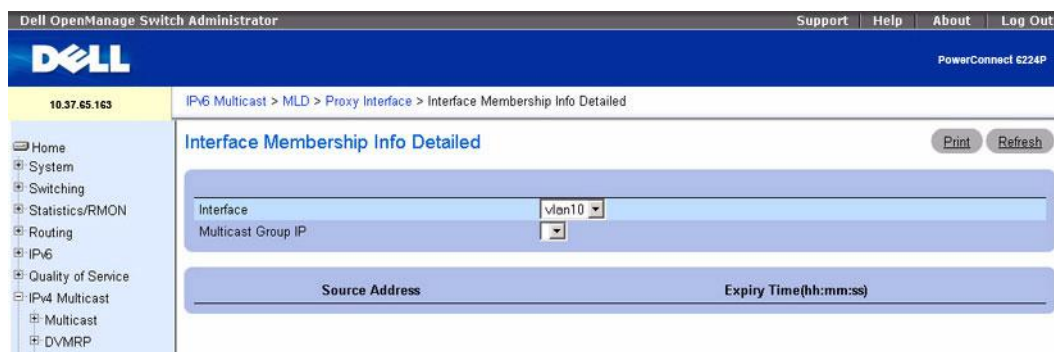 Dell OpenManage Switch Administrator
Support | Help | About | Log Out
DELL
PowerConnect 6224P
10.37.65.163
IPv6 Multicast > MLD > Proxy Interface > Interface Membership Info Detailed
Home
System
Switching
Statistics/RMON
Routing
IPv6
Quality of Service
IPv4 Multicast
Multicast
DVMRP
Interface Membership Info Detailed
Print Refresh
Interface vlan10
Multicast Group IP
Source Address Expiry Time(hh:mm:ss)